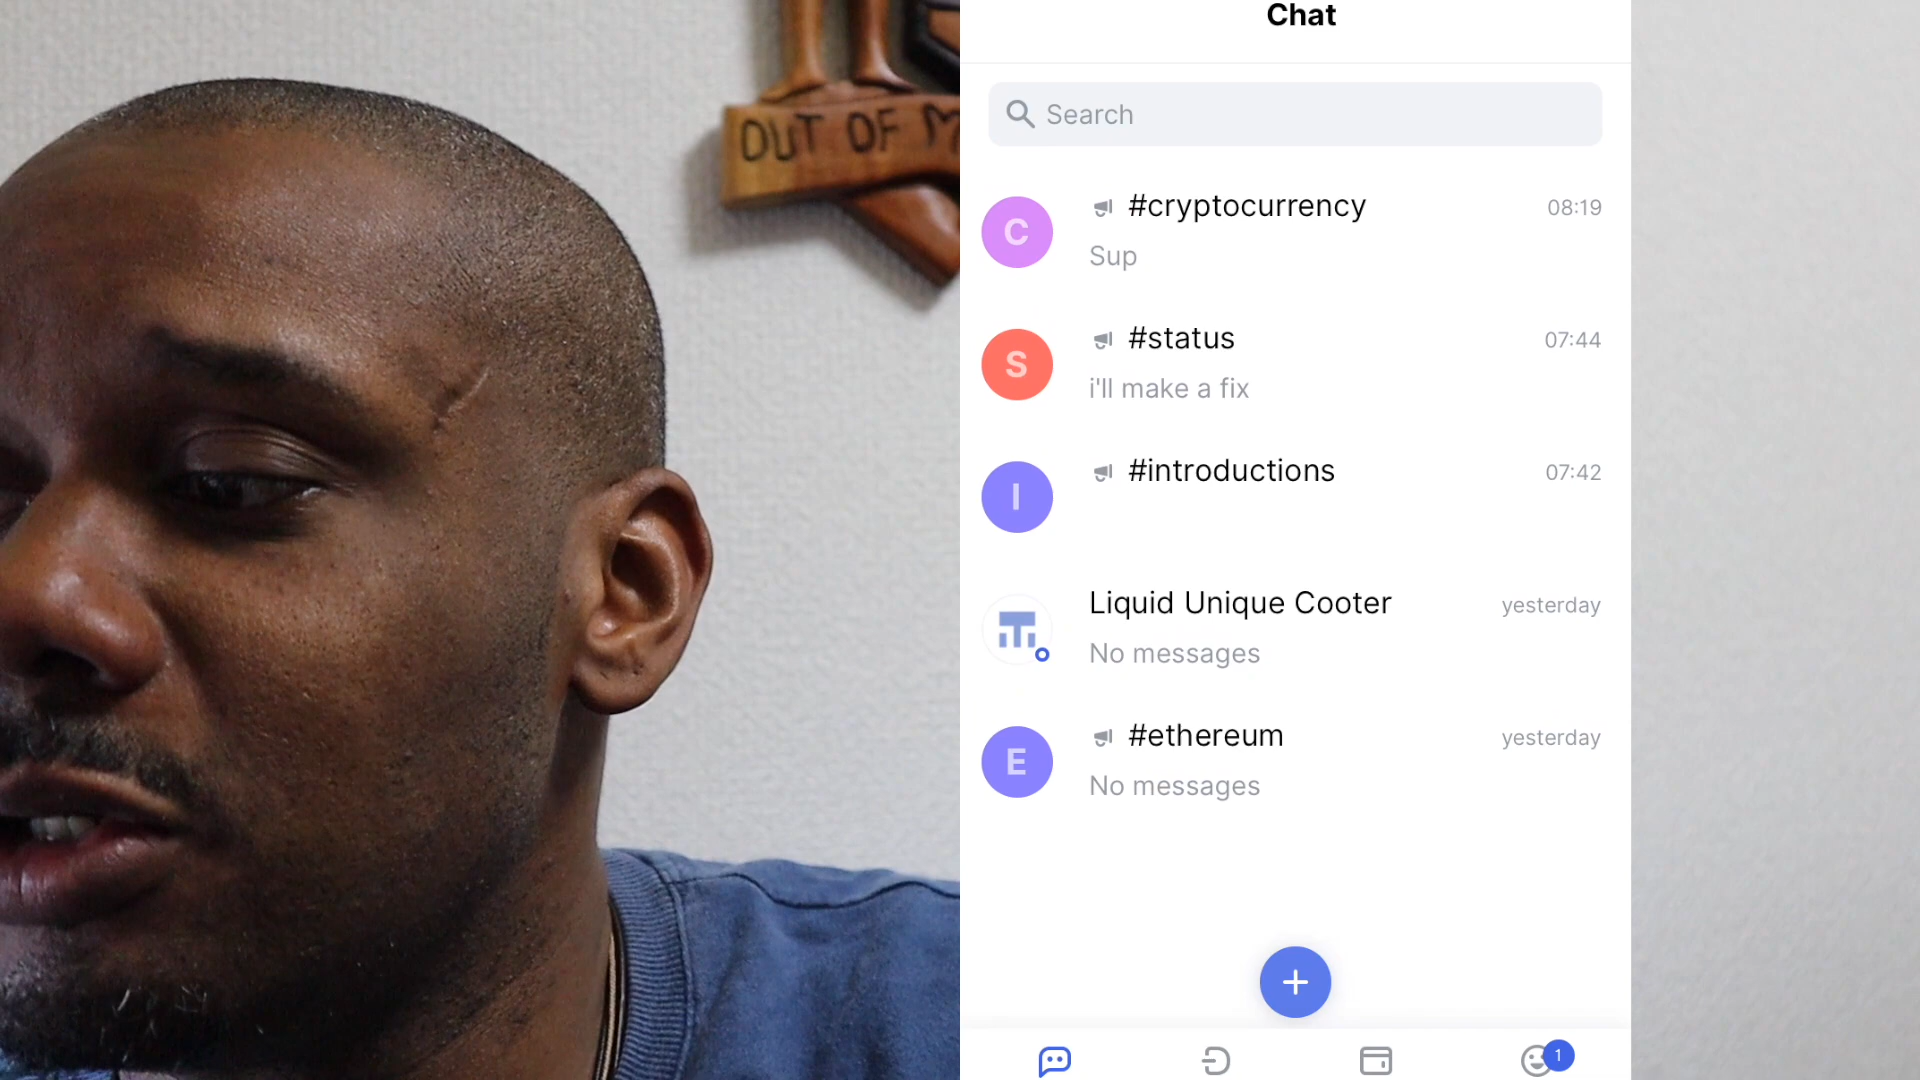 OUT OF
Chat
Search
C
#cryptocurrency
08:19
Sup
S
#status
07:44
i'll make a fix
I
#introductions
07:42
Liquid Unique Cooter
yesterday
No messages
E
#ethereum
yesterday
No messages
1